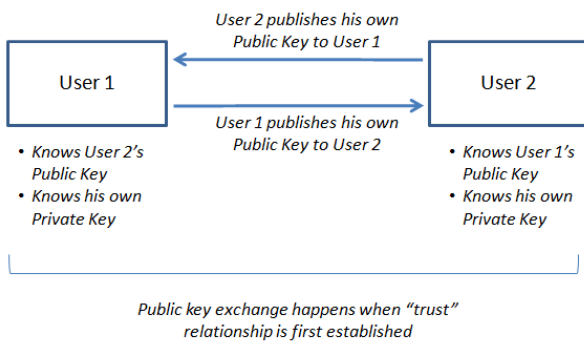 User 2 publishes his own
Public Key to User 1
User 1
User 2
User 1 publishes his own
Public Key to User 2
• Knows User 2's
Public Key
• Knows his own
Private Key
• Knows User 1's
Public Key
• Knows his own
Private Key
Public key exchange happens when “trust”
relationship is first established